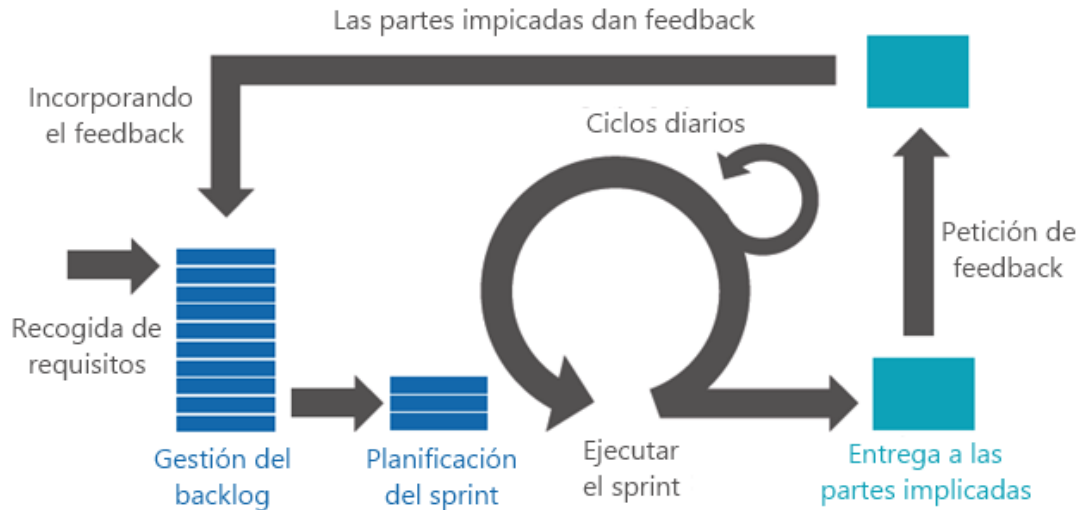 Las partes impicadas dan feedback
Incorporando
el feedback
Ciclos diarios
Petición de
feedback
Recogida de
requisitos
Gestión del
backlog
Planificación
del sprint
Ejecutar
el sprint
Entrega a las
partes implicadas